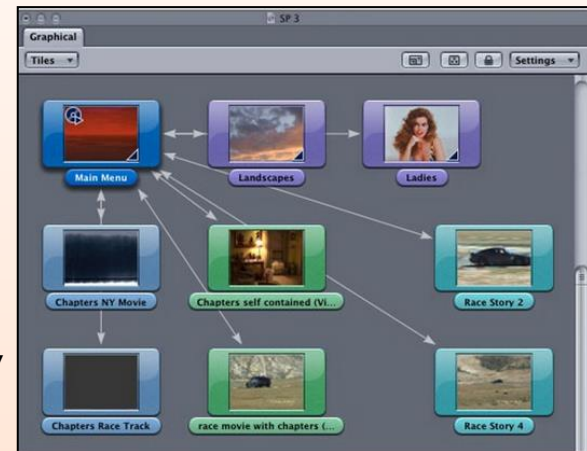 SP 3
Graphical
Tiles
Settings
Main Menu
Landscapes
Ladies
Chapters NY Movie
Chapters self contained (Vi...
Race Story 2
Chapters Race Track
race movie with chapters (...
Race Story 4